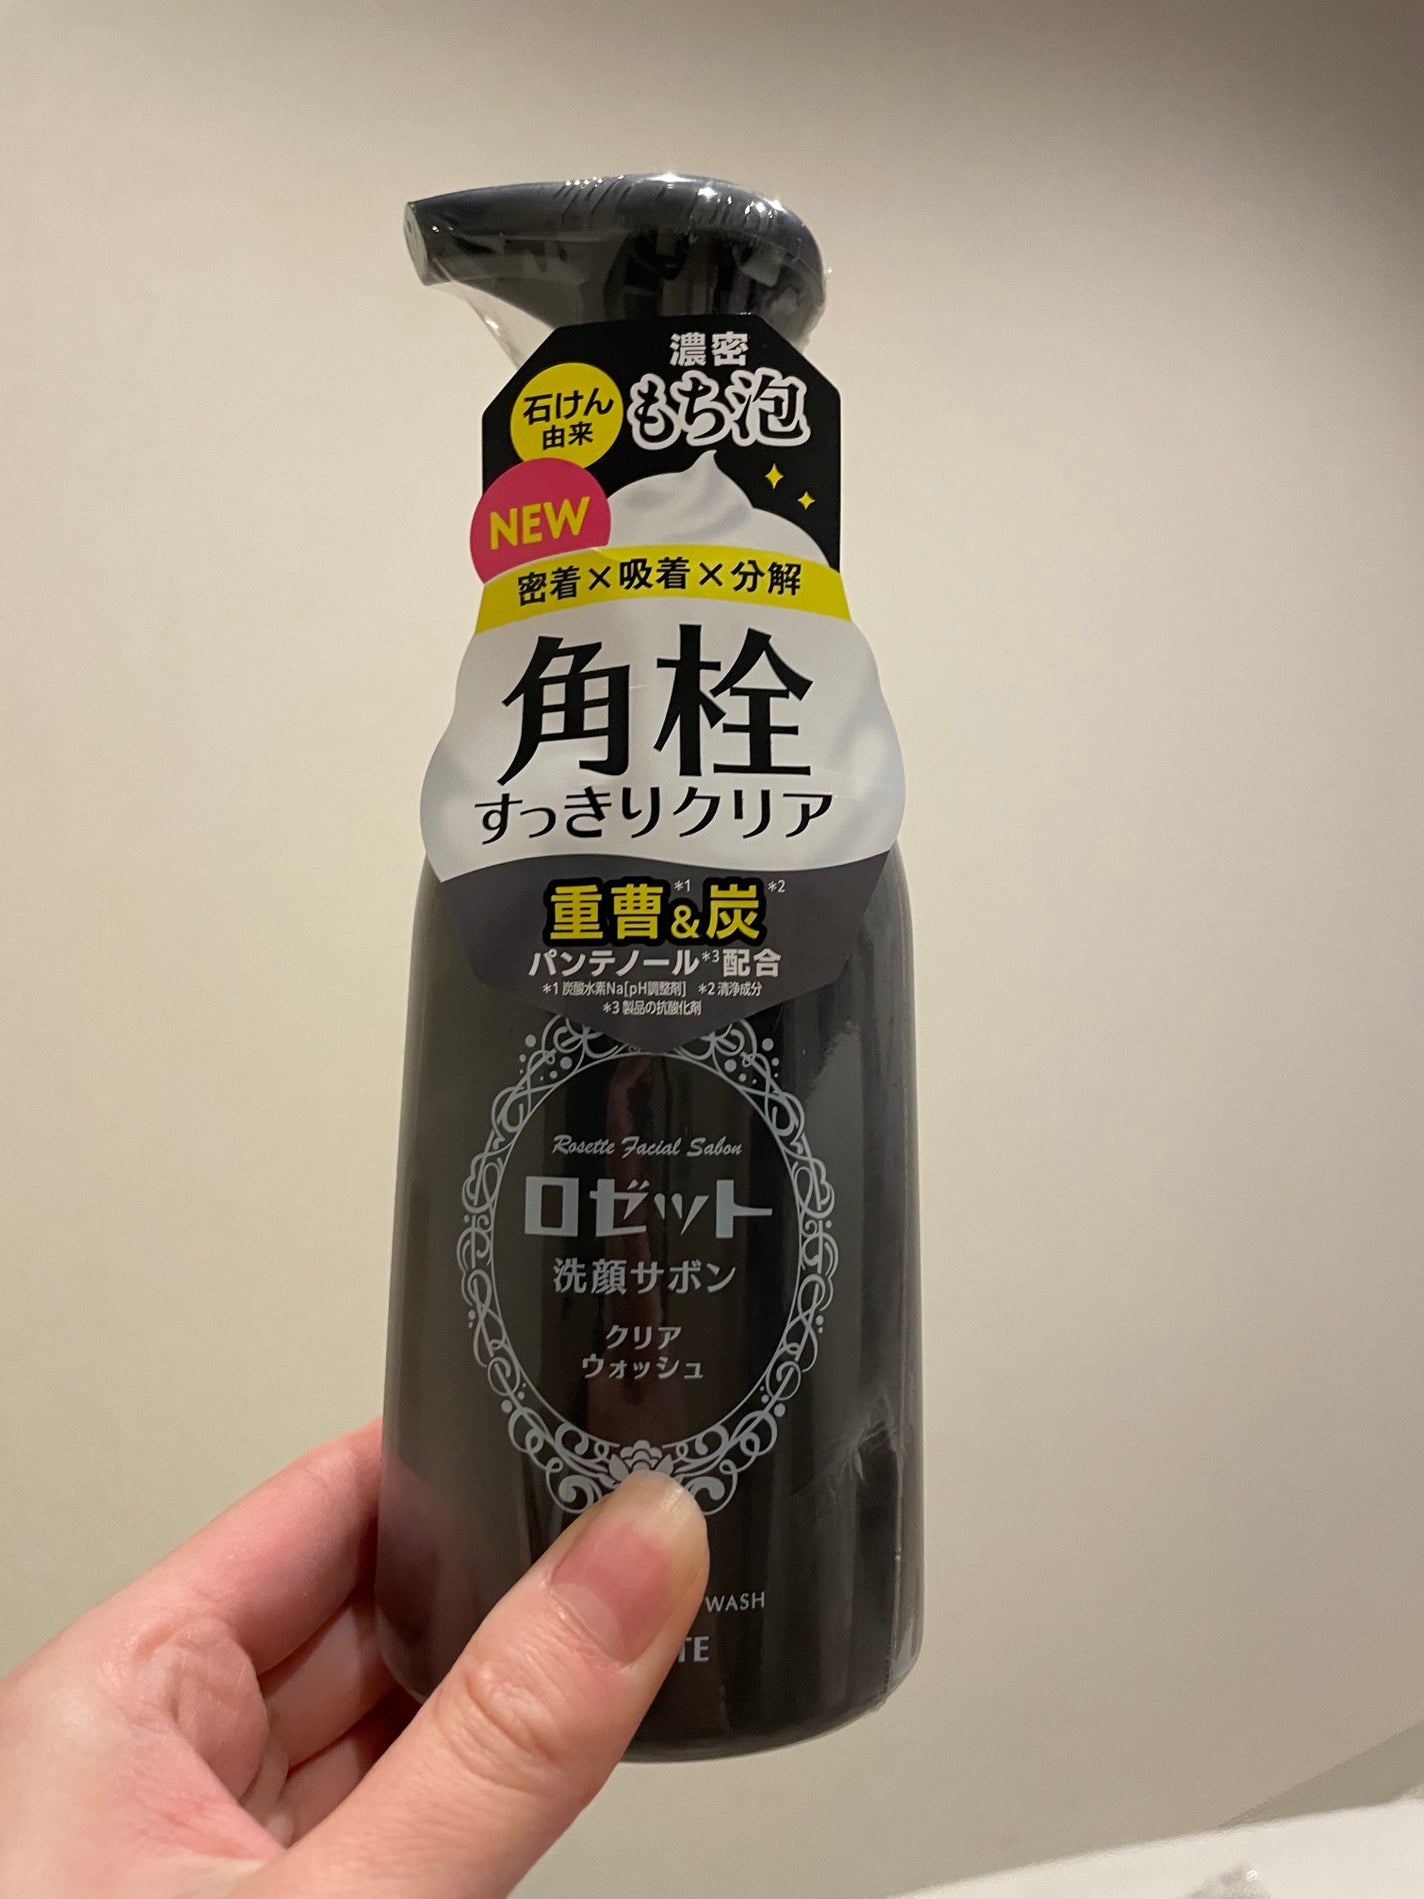 濃密
もち泡
石けん
由来
NEW
密着×吸着×分解
角栓
すっきりクリア
重曹*1&炭*2
パンテノール*3配合
*1 炭酸水素Na[pH調整剤] *2 清浄成分
*3 製品の抗酸化剤
Rosette Facial Sabon
ロゼット
洗顔サボン
クリア
ウォッシュ
WASH
TE